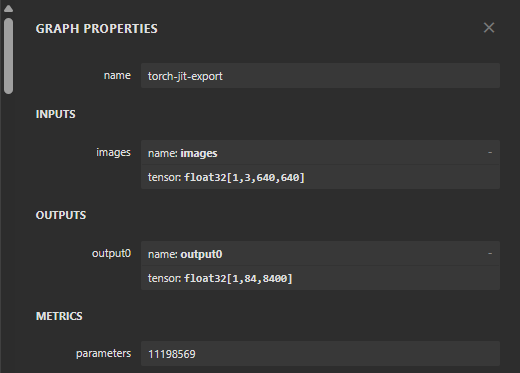 GRAPH PROPERTIES
name torch-jit-export
INPUTS
images name: images -
tensor: float32[1,3,640,640]
OUTPUTS
output0 name: output0 -
tensor: float32[1,84,8400]
METRICS
parameters 11198569